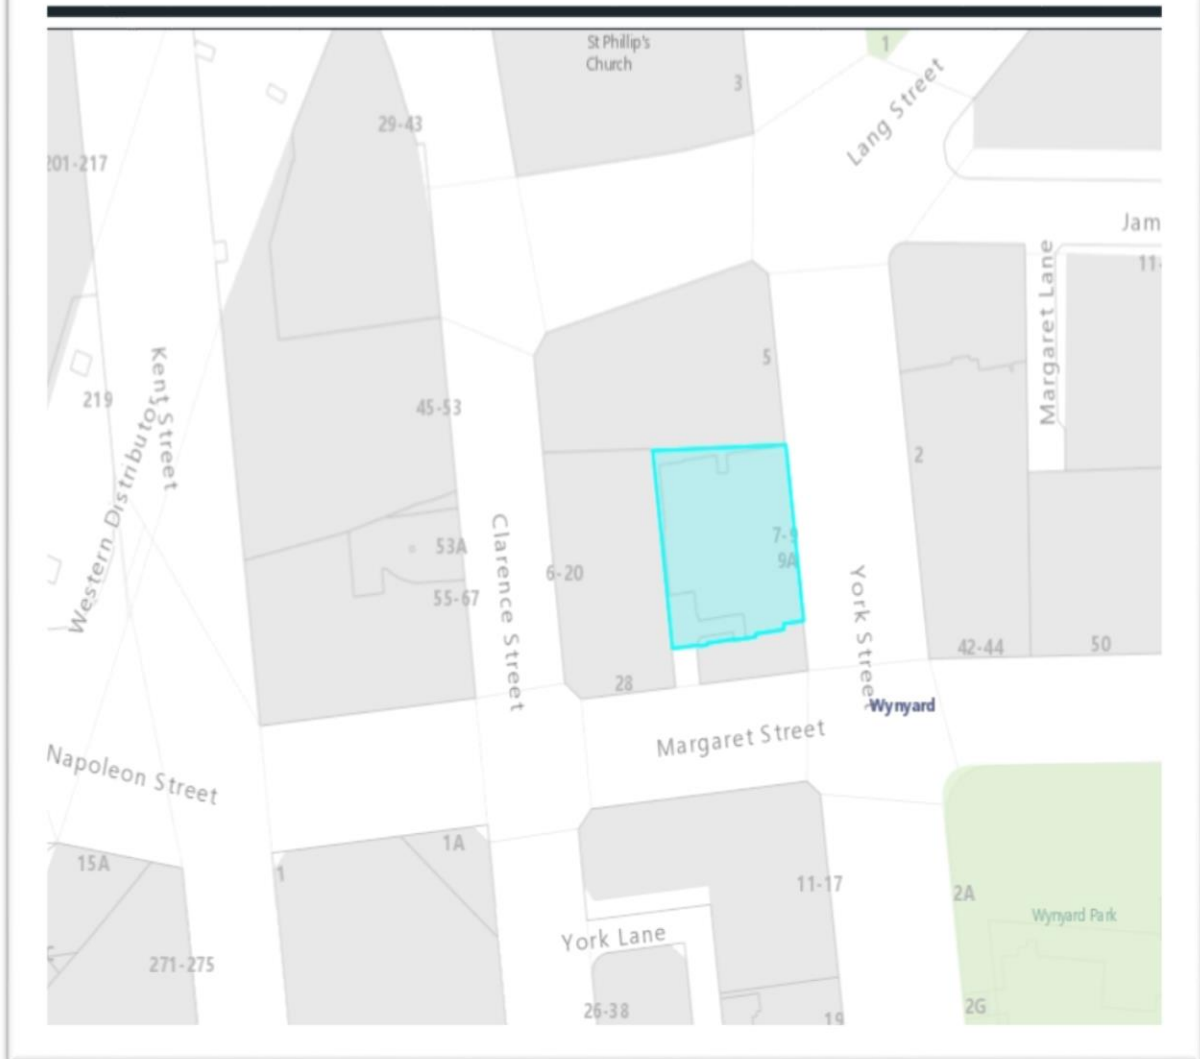 St Phillip's
Church
1
3
Lang Street
29-43
201-217
Jam
Margaret Lane
11-
Kent Street
5
219
Western Distributor
45-53
2
Clarence Street
7-9
53A
9A
6-20
York Street
55-67
42-44
50
28
Wynyard
Margaret Street
Napoleon Street
1A
15A
1
11-17
2A
Wynyard Park
York Lane
271-275
26-38
2G
19